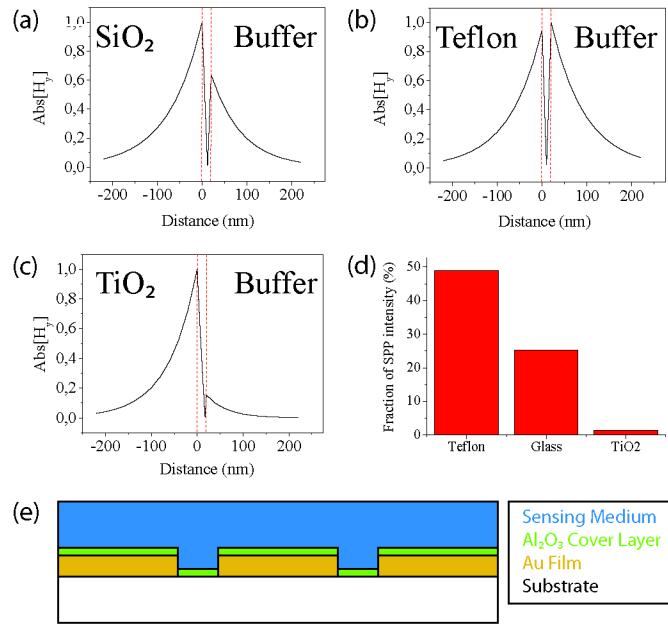 (a)
SiO₂ Buffer
1,0
0,8
0,6
0,4
0,2
0,0
Abs[Hy]
-200 -100 0 100 200
Distance (nm)
(b)
Teflon Buffer
1,0
0,8
0,6
0,4
0,2
0,0
Abs[Hy]
-200 -100 0 100 200
Distance (nm)
(c)
TiO₂ Buffer
1,0
0,8
0,6
0,4
0,2
0,0
Abs[Hy]
-200 -100 0 100 200
Distance (nm)
(d)
50
40
30
20
10
0
Fraction of SPP intensity (%)
Teflon Glass TiO2
(e)
Sensing Medium
Al₂O₃ Cover Layer
Au Film
Substrate